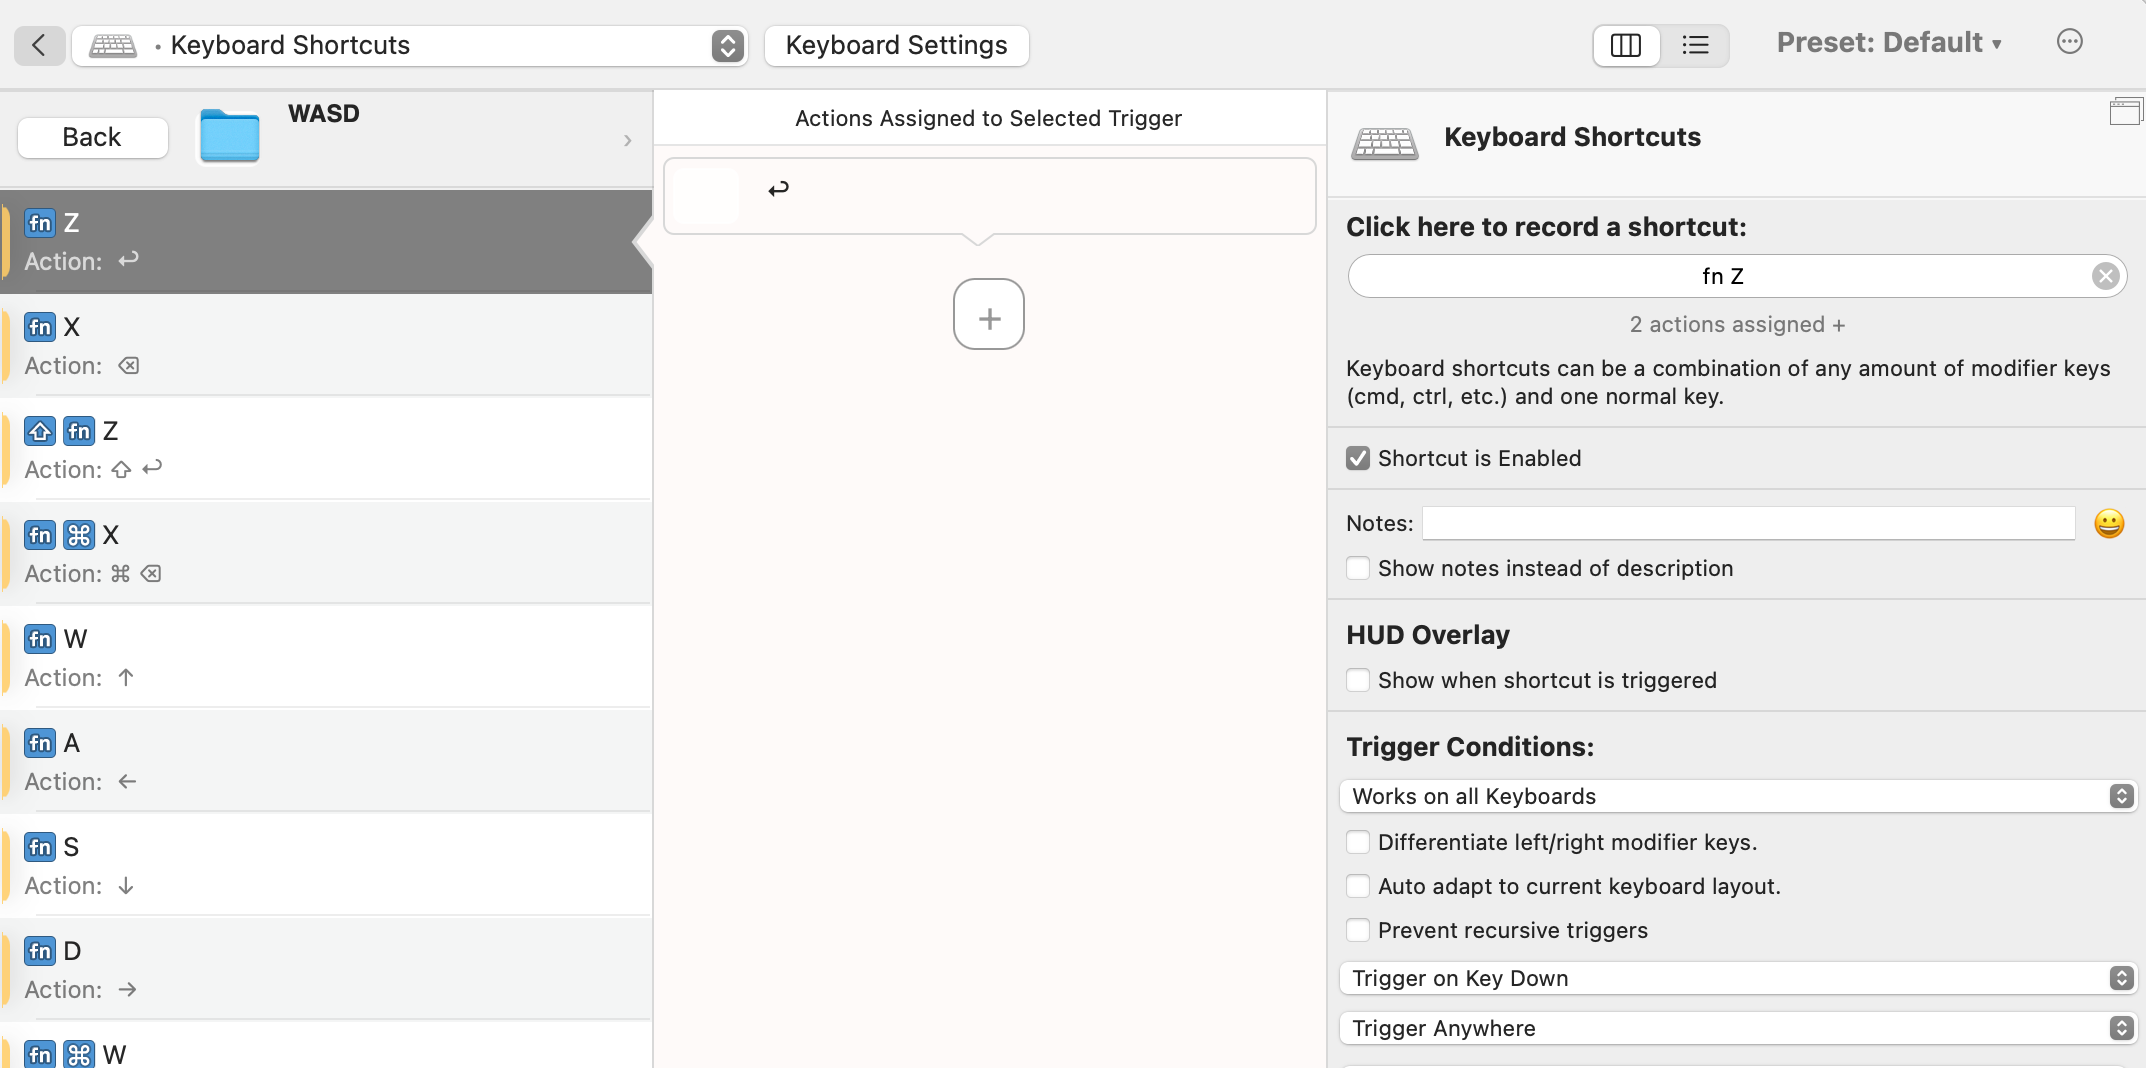 Keyboard Shortcuts
Keyboard Settings
Preset: Default ▾
Back
WASD
fn Z
Action: ↩
fn X
Action: ⌫
⇧ fn Z
Action: ⇧ ↩
fn ⌘ X
Action: ⌘ ⌫
fn W
Action: ↑
fn A
Action: ←
fn S
Action: ↓
fn D
Action: →
fn ⌘ W
Actions Assigned to Selected Trigger
↩
+
Keyboard Shortcuts
Click here to record a shortcut:
fn Z
2 actions assigned +
Keyboard shortcuts can be a combination of any amount of modifier keys
(cmd, ctrl, etc.) and one normal key.
Shortcut is Enabled
Notes:
Show notes instead of description
HUD Overlay
Show when shortcut is triggered
Trigger Conditions:
Works on all Keyboards
Differentiate left/right modifier keys.
Auto adapt to current keyboard layout.
Prevent recursive triggers
Trigger on Key Down
Trigger Anywhere